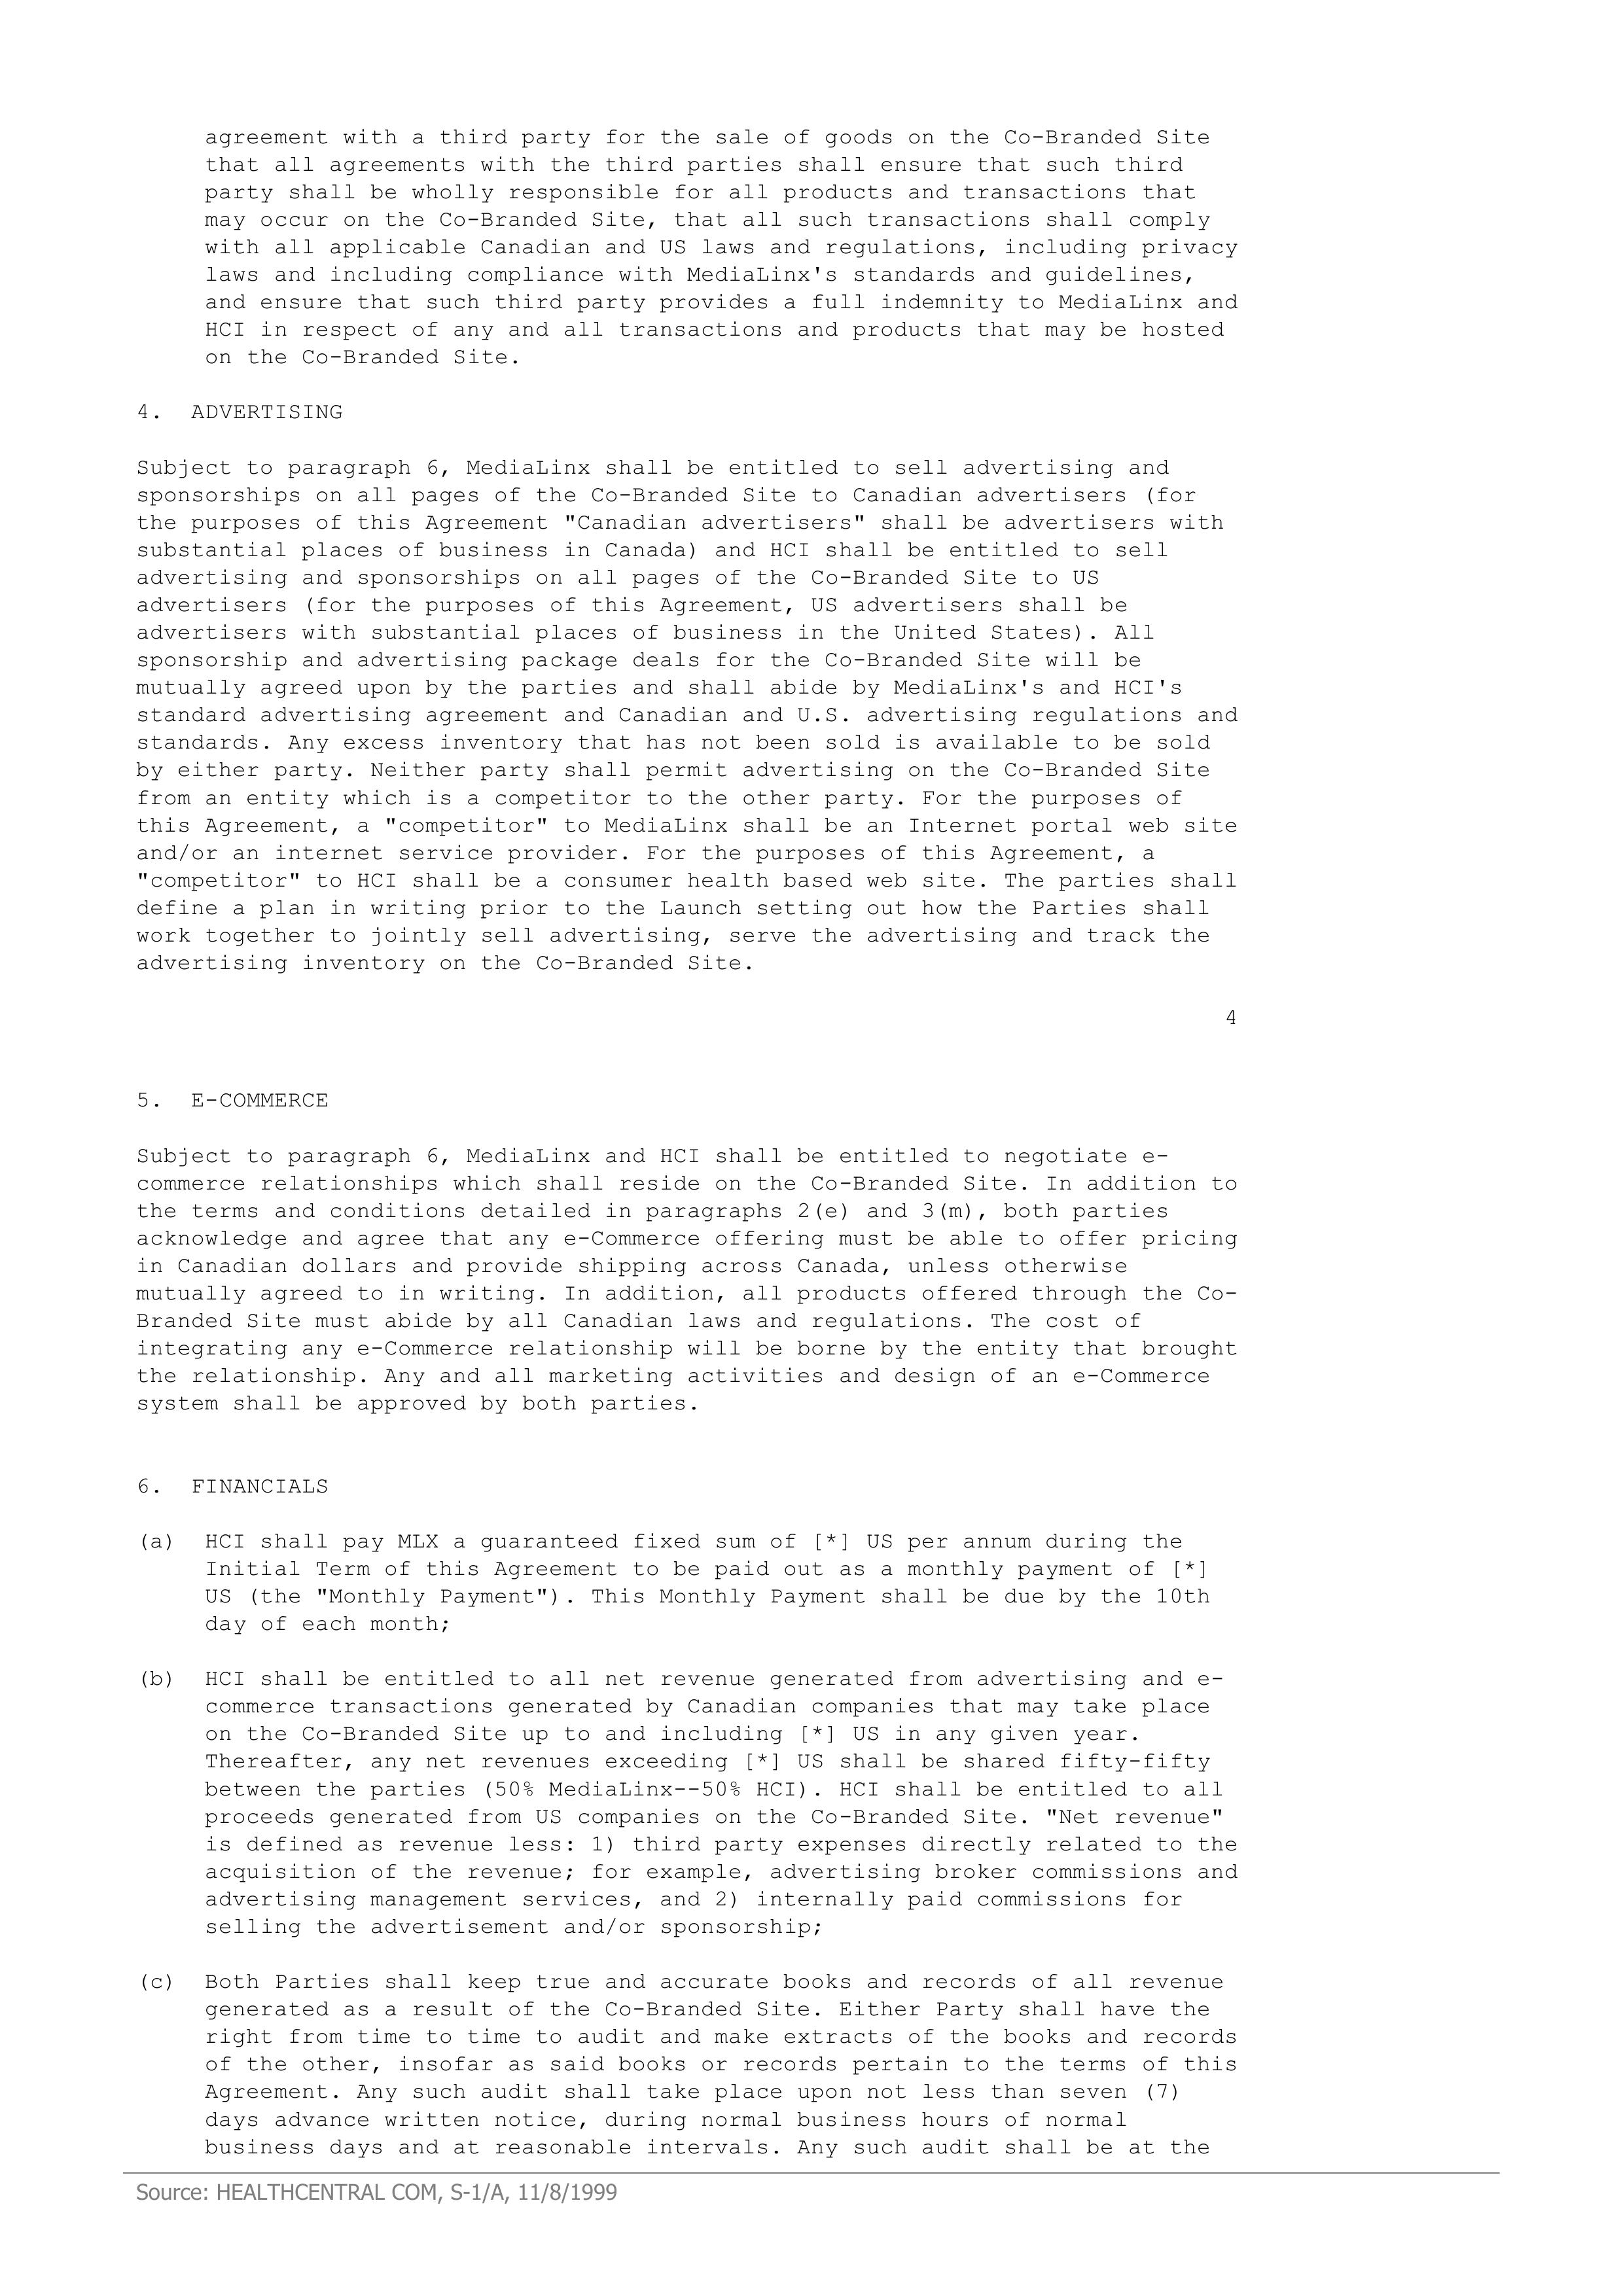 agreement with a third party for the sale of goods on the Co-Branded Site
that all agreements with the third parties shall ensure that such third
party shall be wholly responsible for all products and transactions that
may occur on the Co-Branded Site, that all such transactions shall comply
with all applicable Canadian and US laws and regulations, including privacy
laws and including compliance with MediaLinx's standards and guidelines,
and ensure that such third party provides a full indemnity to MediaLinx and
HCI in respect of any and all transactions and products that may be hosted
on the Co-Branded Site.
4. ADVERTISING
Subject to paragraph 6, MediaLinx shall be entitled to sell advertising and
sponsorships on all pages of the Co-Branded Site to Canadian advertisers (for
the purposes of this Agreement "Canadian advertisers" shall be advertisers with
substantial places of business in Canada) and HCI shall be entitled to sell
advertising and sponsorships on all pages of the Co-Branded Site to US
advertisers (for the purposes of this Agreement, US advertisers shall be
advertisers with substantial places of business in the United States). All
sponsorship and advertising package deals for the Co-Branded Site will be
mutually agreed upon by the parties and shall abide by MediaLinx's and HCI's
standard advertising agreement and Canadian and U.S. advertising regulations and
standards. Any excess inventory that has not been sold is available to be sold
by either party. Neither party shall permit advertising on the Co-Branded Site
from an entity which is a competitor to the other party. For the purposes of
this Agreement, a "competitor" to MediaLinx shall be an Internet portal web site
and/or an internet service provider. For the purposes of this Agreement, a
"competitor" to HCI shall be a consumer health based web site. The parties shall
define a plan in writing prior to the Launch setting out how the Parties shall
work together to jointly sell advertising, serve the advertising and track the
advertising inventory on the Co-Branded Site.
4
5. E-COMMERCE
Subject to paragraph 6, MediaLinx and HCI shall be entitled to negotiate e-
commerce relationships which shall reside on the Co-Branded Site. In addition to
the terms and conditions detailed in paragraphs 2(e) and 3(m), both parties
acknowledge and agree that any e-Commerce offering must be able to offer pricing
in Canadian dollars and provide shipping across Canada, unless otherwise
mutually agreed to in writing. In addition, all products offered through the Co-
Branded Site must abide by all Canadian laws and regulations. The cost of
integrating any e-Commerce relationship will be borne by the entity that brought
the relationship. Any and all marketing activities and design of an e-Commerce
system shall be approved by both parties.
6. FINANCIALS
(a) HCI shall pay MLX a guaranteed fixed sum of [*] US per annum during the
Initial Term of this Agreement to be paid out as a monthly payment of [*]
US (the "Monthly Payment"). This Monthly Payment shall be due by the 10th
day of each month;
(b) HCI shall be entitled to all net revenue generated from advertising and e-
commerce transactions generated by Canadian companies that may take place
on the Co-Branded Site up to and including [*] US in any given year.
Thereafter, any net revenues exceeding [*] US shall be shared fifty-fifty
between the parties (50% MediaLinx--50% HCI). HCI shall be entitled to all
proceeds generated from US companies on the Co-Branded Site. "Net revenue"
is defined as revenue less: 1) third party expenses directly related to the
acquisition of the revenue; for example, advertising broker commissions and
advertising management services, and 2) internally paid commissions for
selling the advertisement and/or sponsorship;
(c) Both Parties shall keep true and accurate books and records of all revenue
generated as a result of the Co-Branded Site. Either Party shall have the
right from time to time to audit and make extracts of the books and records
of the other, insofar as said books or records pertain to the terms of this
Agreement. Any such audit shall take place upon not less than seven (7)
days advance written notice, during normal business hours of normal
business days and at reasonable intervals. Any such audit shall be at the
Source: HEALTHCENTRAL COM, S-1/A, 11/8/1999